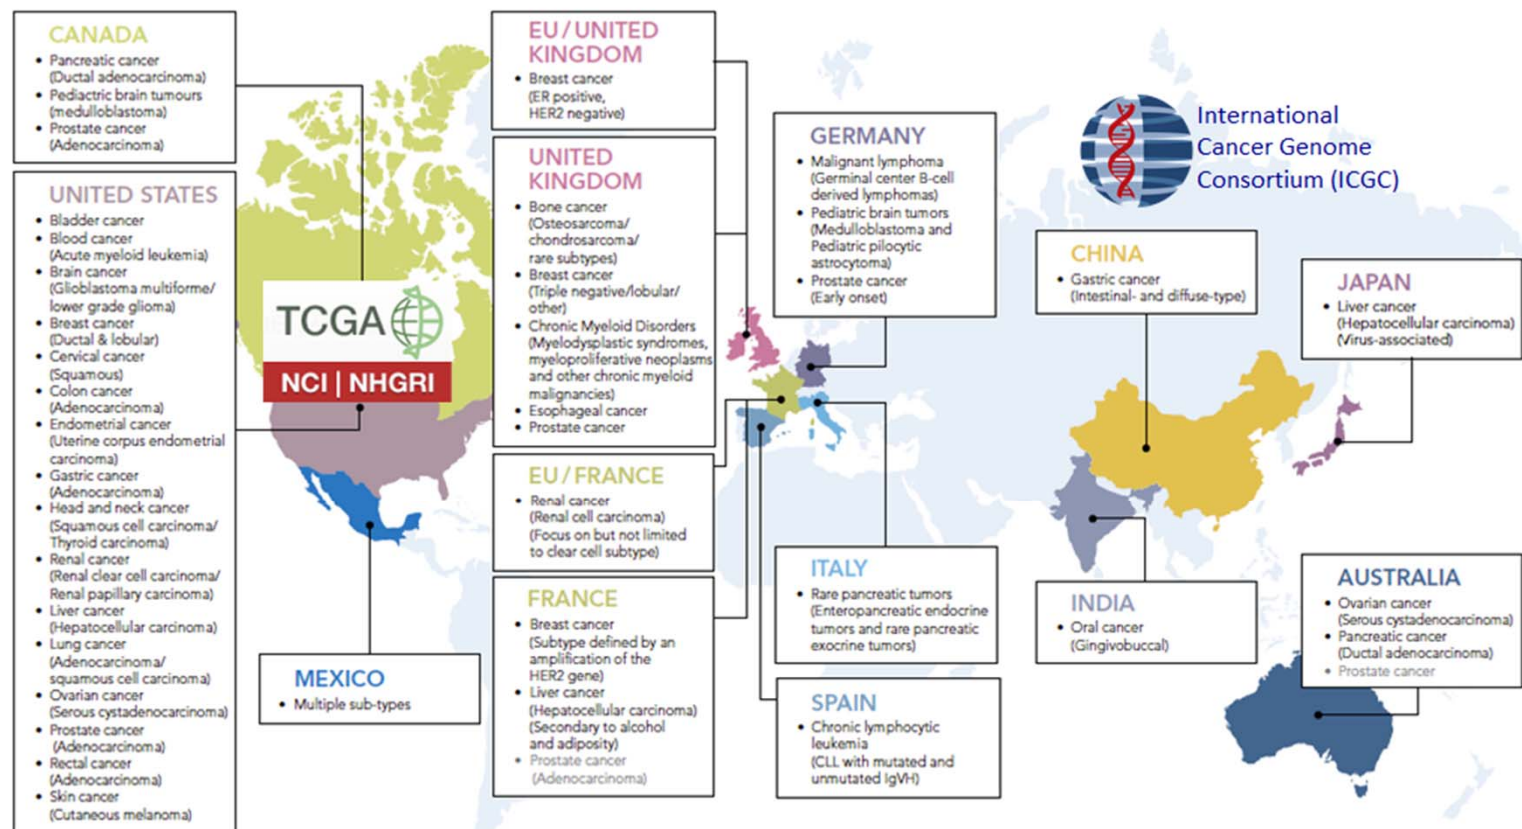 CANADA
• Pancreatic cancer
(Ductal adenocarcinoma)
• Pediactric brain tumours
(medulloblastoma)
• Prostate cancer
(Adenocarcinoma)
UNITED STATES
• Bladder cancer
• Blood cancer
(Acute myeloid leukemia)
• Brain cancer
(Glioblastoma multiforme/
lower grade glioma)
• Breast cancer
(Ductal & lobular)
• Cervical cancer
(Squamous)
• Colon cancer
(Adenocarcinoma)
• Endometrial cancer
(Uterine corpus endometrial
carcinoma)
• Gastric cancer
(Adenocarcinoma)
• Head and neck cancer
(Squamous cell carcinoma/
Thyroid carcinoma)
• Renal cancer
(Renal clear cell carcinoma/
Renal papillary carcinoma)
• Liver cancer
(Hepatocellular carcinoma)
• Lung cancer
(Adenocarcinoma/
squamous cell carcinoma)
• Ovarian cancer
(Serous cystadenocarcinoma)
• Prostate cancer
(Adenocarcinoma)
• Rectal cancer
(Adenocarcinoma)
• Skin cancer
(Cutaneous melanoma)
TCGA
NCI | NHGRI
MEXICO
• Multiple sub-types
EU / UNITED
KINGDOM
• Breast cancer
(ER positive,
HER2 negative)
UNITED
KINGDOM
• Bone cancer
(Osteosarcoma/
chondrosarcoma/
rare subtypes)
• Breast cancer
(Triple negative/lobular/
other)
• Chronic Myeloid Disorders
(Myelodysplastic syndromes,
myeloproliferative neoplasms
and other chronic myeloid
malignancies)
• Esophageal cancer
• Prostate cancer
EU / FRANCE
• Renal cancer
(Renal cell carcinoma)
(Focus on but not limited
to clear cell subtype)
FRANCE
• Breast cancer
(Subtype defined by an
amplification of the
HER2 gene)
• Liver cancer
(Hepatocellular carcinoma)
(Secondary to alcohol
and adiposity)
• Prostate cancer
(Adenocarcinoma)
GERMANY
• Malignant lymphoma
(Germinal center B-cell
derived lymphomas)
• Pediatric brain tumors
(Medulloblastoma and
Pediatric pilocytic
astrocytoma)
• Prostate cancer
(Early onset)
ITALY
• Rare pancreatic tumors
(Enteropancreatic endocrine
tumors and rare pancreatic
exocrine tumors)
SPAIN
• Chronic lymphocytic
leukemia
(CLL with mutated and
unmutated IgVH)
International
Cancer Genome
Consortium (ICGC)
CHINA
• Gastric cancer
(Intestinal- and diffuse-type)
JAPAN
• Liver cancer
(Hepatocellular carcinoma)
(Virus-associated)
INDIA
• Oral cancer
(Gingivobuccal)
AUSTRALIA
• Ovarian cancer
(Serous cystadenocarcinoma)
• Pancreatic cancer
(Ductal adenocarcinoma)
• Prostate cancer